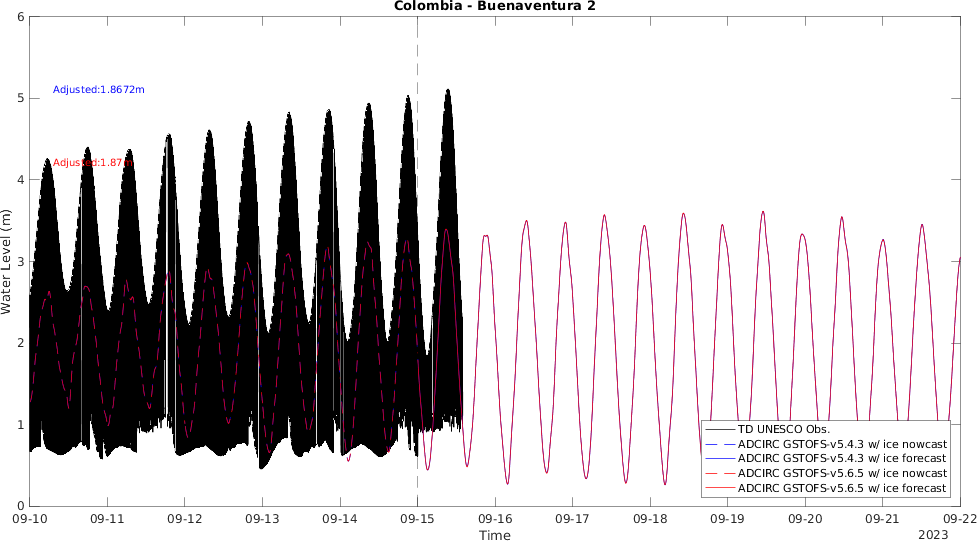 Colombia - Buenaventura 2
6
5
4
3
2
1
0
Water Level (m)
Adjusted:1.8672m
Adjusted:1.87m
TD UNESCO Obs.
ADCIRC GSTOFS-v5.4.3 w/ ice nowcast
ADCIRC GSTOFS-v5.4.3 w/ ice forecast
ADCIRC GSTOFS-v5.6.5 w/ ice nowcast
ADCIRC GSTOFS-v5.6.5 w/ ice forecast
09-10 09-11 09-12 09-13 09-14 09-15 09-16 09-17 09-18 09-19 09-20 09-21 09-22
Time
2023